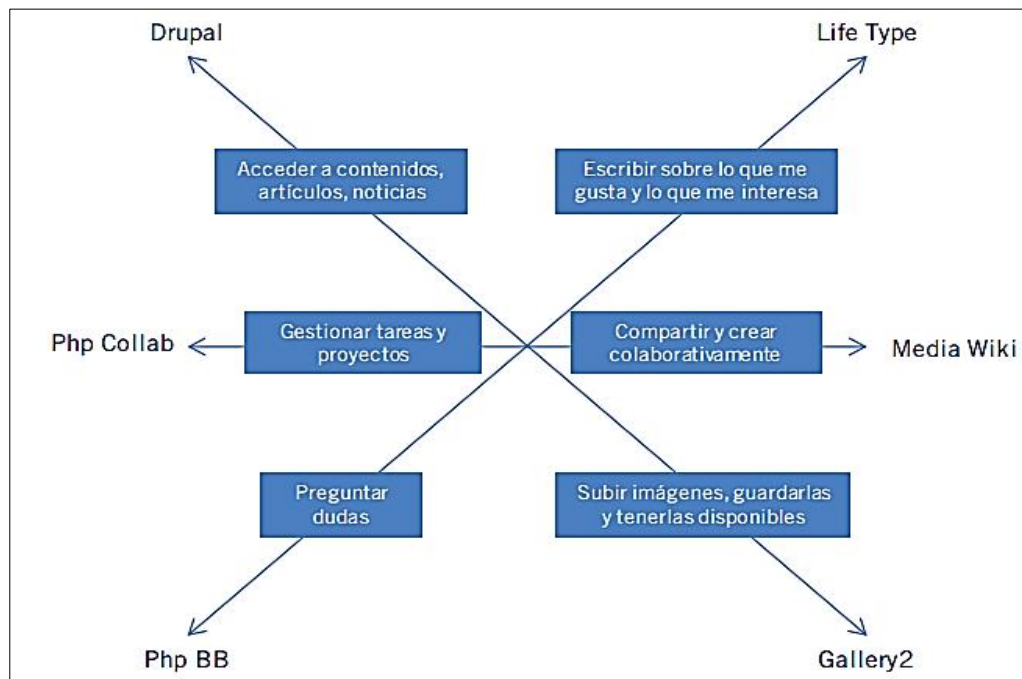 Drupal
Life Type
Acceder a contenidos,
artículos, noticias
Escribir sobre lo que me
gusta y lo que me interesa
Php Collab
Gestionar tareas y
proyectos
Compartir y crear
colaborativamente
Media Wiki
Preguntar
dudas
Subir imágenes, guardarlas
y tenerlas disponibles
Php BB
Gallery2